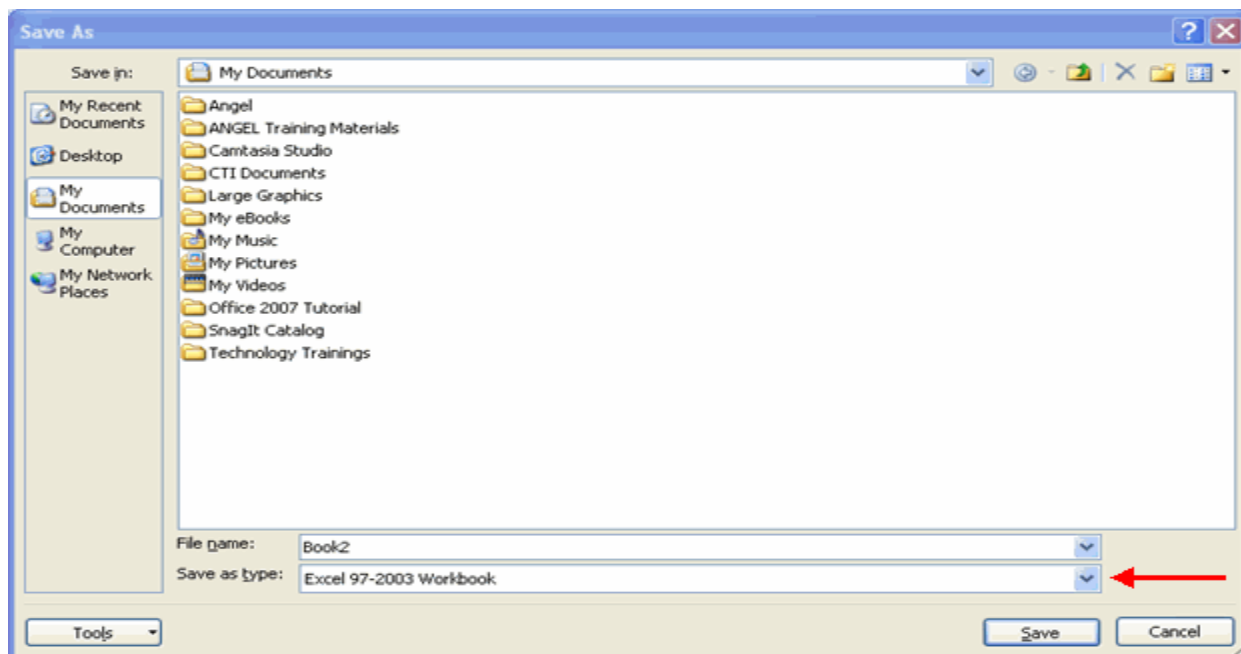 Save As
Save in:
My Documents
My Recent
Documents
Desktop
My
Documents
My
Computer
My Network
Places
Angel
ANGEL Training Materials
Camtasia Studio
CTI Documents
Large Graphics
My eBooks
My Music
My Pictures
My Videos
Office 2007 Tutorial
SnagIt Catalog
Technology Trainings
File name:
Book2
Save as type:
Excel 97-2003 Workbook
Tools
Save
Cancel